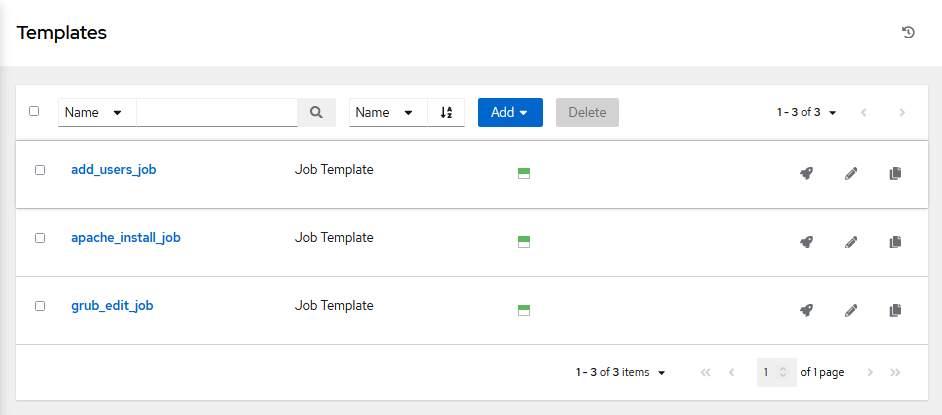 Templates
Name Name Add Delete 1 - 3 of 3
add_users_job Job Template
apache_install_job Job Template
grub_edit_job Job Template
1 - 3 of 3 items 1 of 1 page